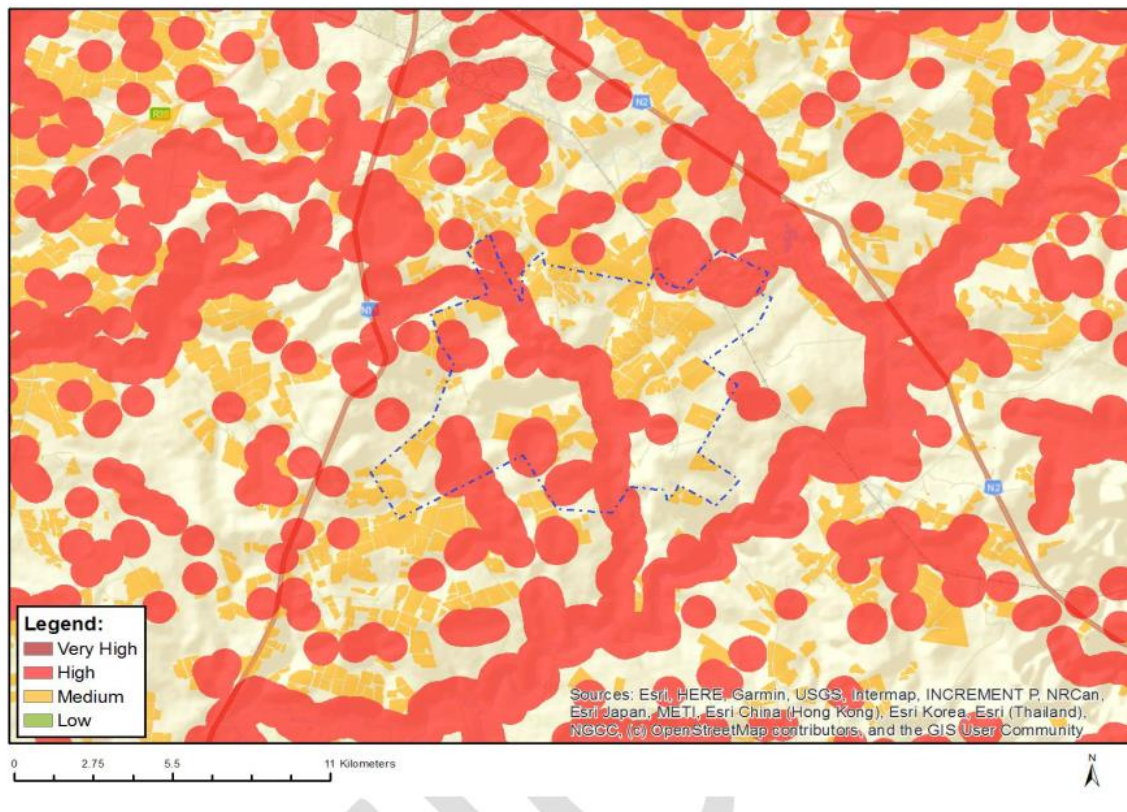 N2
N1
N2
Legend:
Very High
High
Medium
Low
Sources: Esri, HERE, Garmin, USGS, Intermap, INCREMENT P, NRCan,
Esri Japan, METI, Esri China (Hong Kong), Esri Korea, Esri (Thailand),
NGCC, (c) OpenStreetMap contributors, and the GIS User Community
0 2.75 5.5 11 Kilometers
N